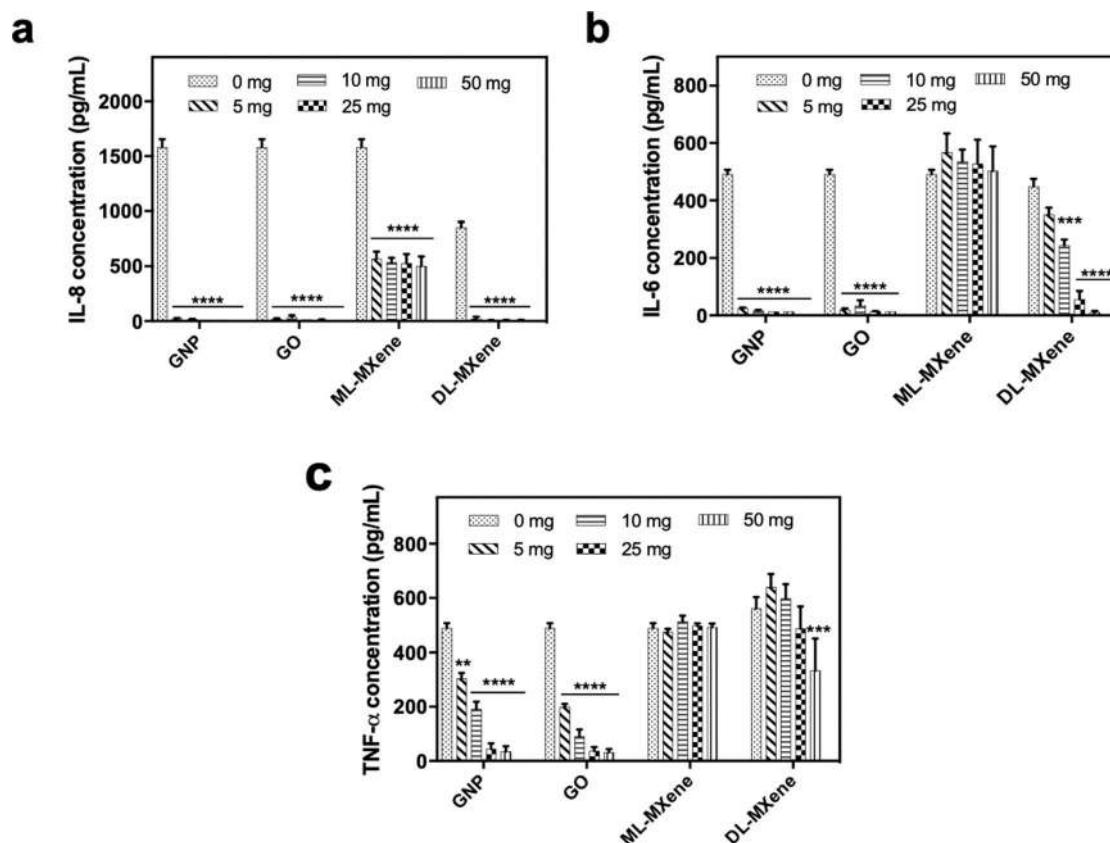 a
IL-8 concentration (pg/mL)
0 mg 10 mg 50 mg
5 mg 25 mg
2000
1500
1000
500
0
**** **** **** ****
GNP GO ML-MXene DL-MXene
b
IL-6 concentration (pg/mL)
0 mg 10 mg 50 mg
5 mg 25 mg
800
600
400
200
0
**** **** *** ****
GNP GO ML-MXene DL-MXene
c
TNF-α concentration (pg/mL)
0 mg 10 mg 50 mg
5 mg 25 mg
800
600
400
200
0
** **** **** ***
GNP GO ML-MXene DL-MXene